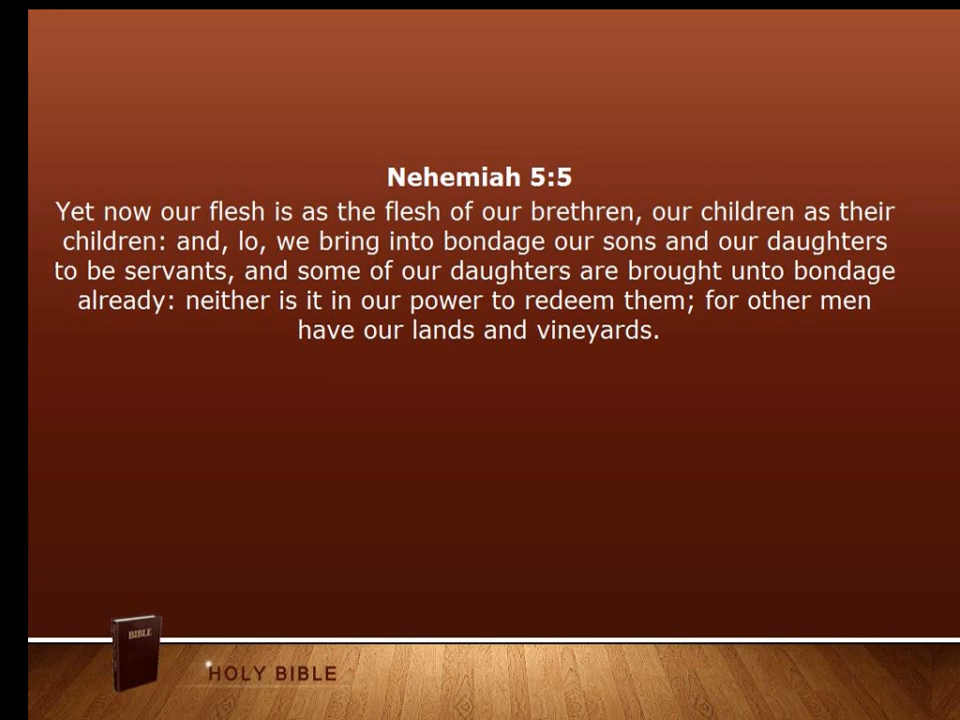 Nehemiah 5:5
Yet now our flesh is as the flesh of our brethren, our children as their
children: and, lo, we bring into bondage our sons and our daughters
to be servants, and some of our daughters are brought unto bondage
already: neither is it in our power to redeem them; for other men
have our lands and vineyards.
BIBLE
HOLY BIBLE